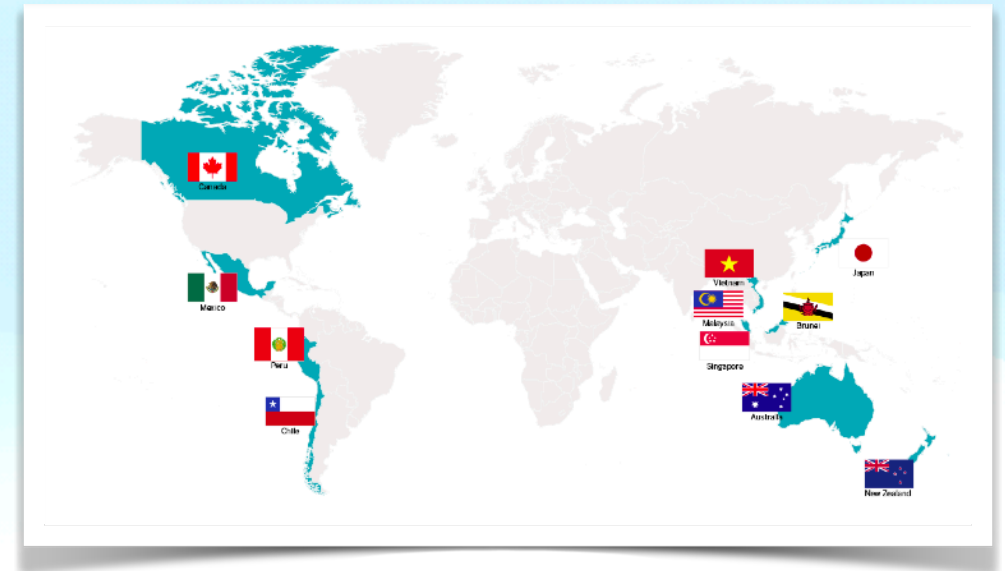 Canada
Mexico
Peru
Chile
Vietnam
Malaysia
Singapore
Brunei
Japan
Australia
New Zealand